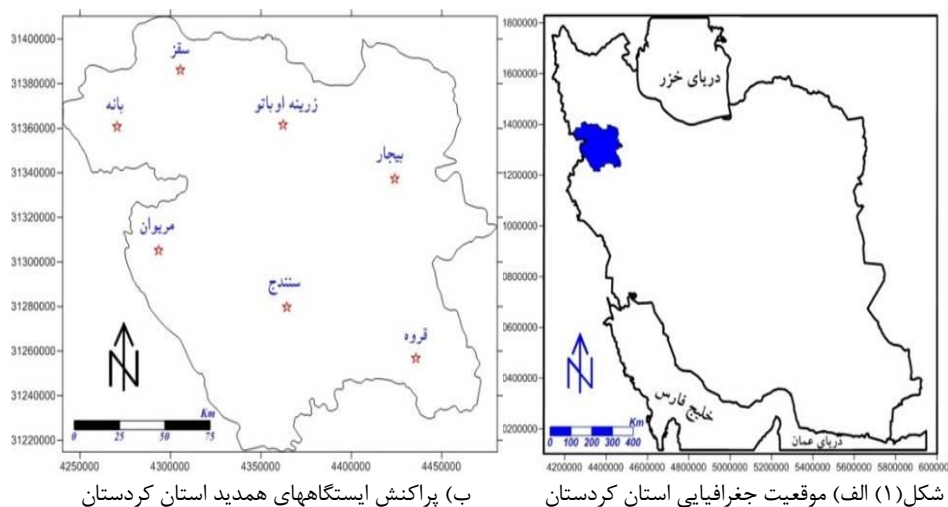 سقز
بانه
زرینه اوباتو
بیجار
مریوان
سنندج
قروه
31400000
31380000
31360000
31340000
31320000
31300000
31280000
31260000
31240000
31220000
N
Km
0 25 50 75
4250000 4300000 4350000 4400000 4450000
دریای خزر
خلیج فارس
دریای عمان
1800000
1600000
1400000
1200000
1000000
0800000
0600000
0400000
0200000
N
Km
0 100 200 300 400
4200000 4400000 4600000 4800000 5000000 5200000 5400000 5600000 5800000 6000000
شکل(۱) الف) موقعیت جغرافیایی استان کردستان
ب) پراکنش ایستگاههای همدید استان کردستان